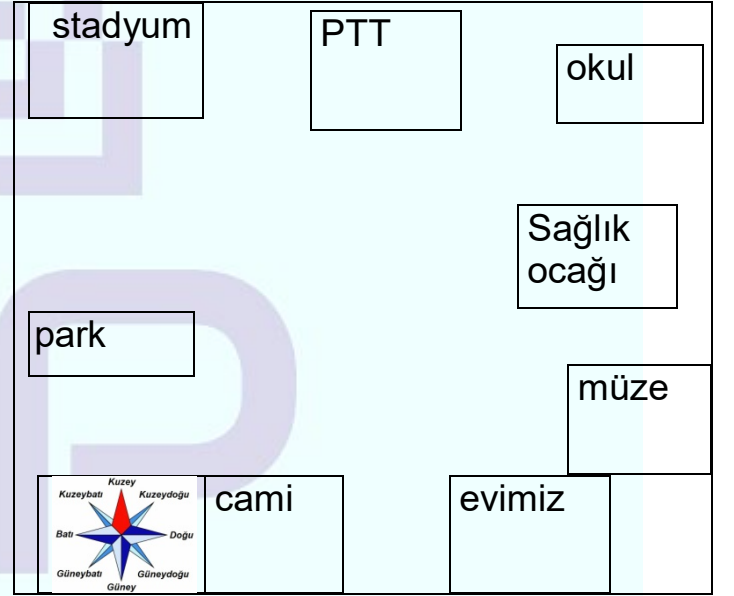 stadyum
PTT
okul
Sağlık
ocağı
park
müze
Kuzey
Kuzeybatı
Kuzeydoğu
Batı
Doğu
Güneybatı
Güneydoğu
Güney
cami
evimiz